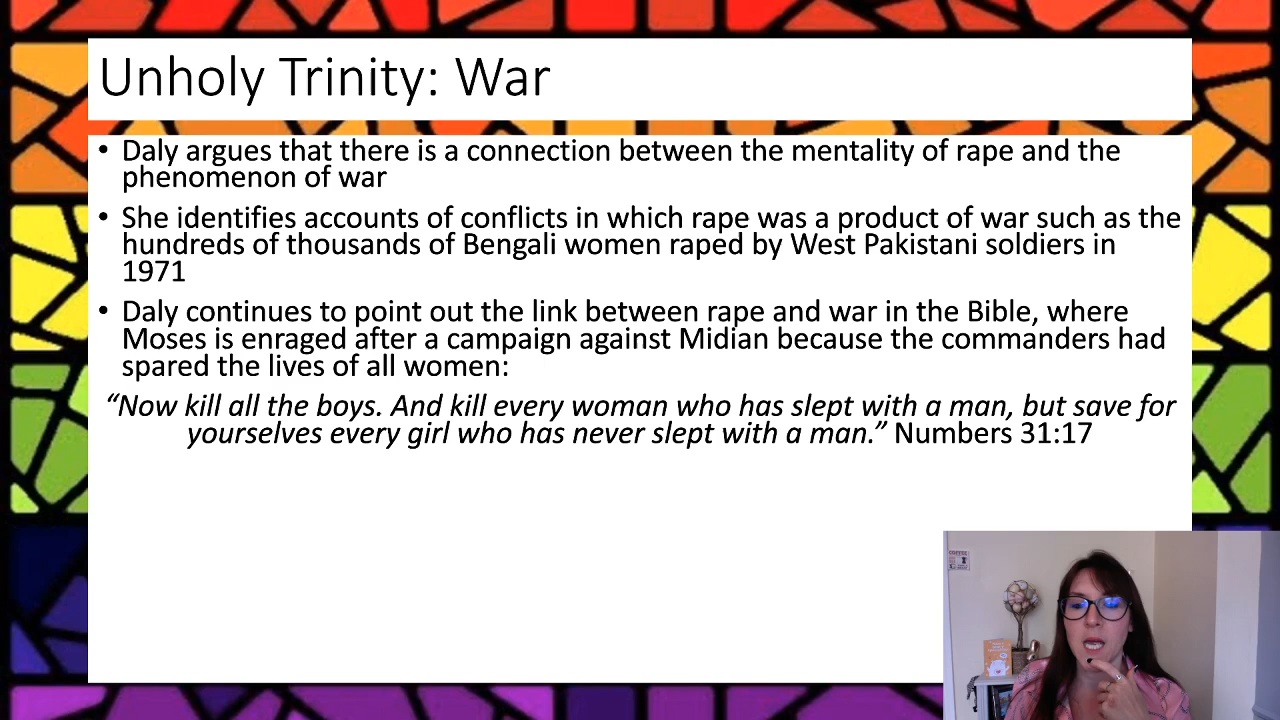 Unholy Trinity: War
• Daly argues that there is a connection between the mentality of rape and the
phenomenon of war
• She identifies accounts of conflicts in which rape was a product of war such as the
hundreds of thousands of Bengali women raped by West Pakistani soldiers in
1971
• Daly continues to point out the link between rape and war in the Bible, where
Moses is enraged after a campaign against Midian because the commanders had
spared the lives of all women:
“Now kill all the boys. And kill every woman who has slept with a man, but save for
yourselves every girl who has never slept with a man.” Numbers 31:17